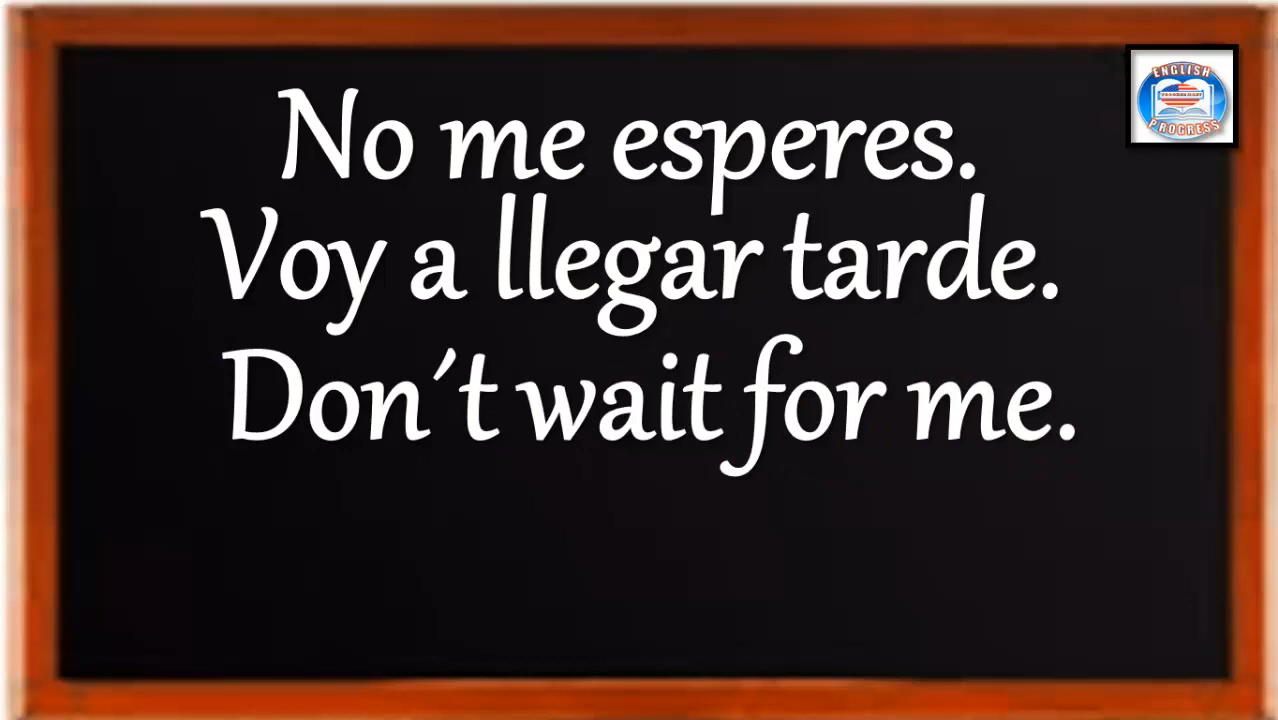 No me esperes.
Voy a llegar tarde.
Don´t wait for me.
ENGLISH
PROGRESS